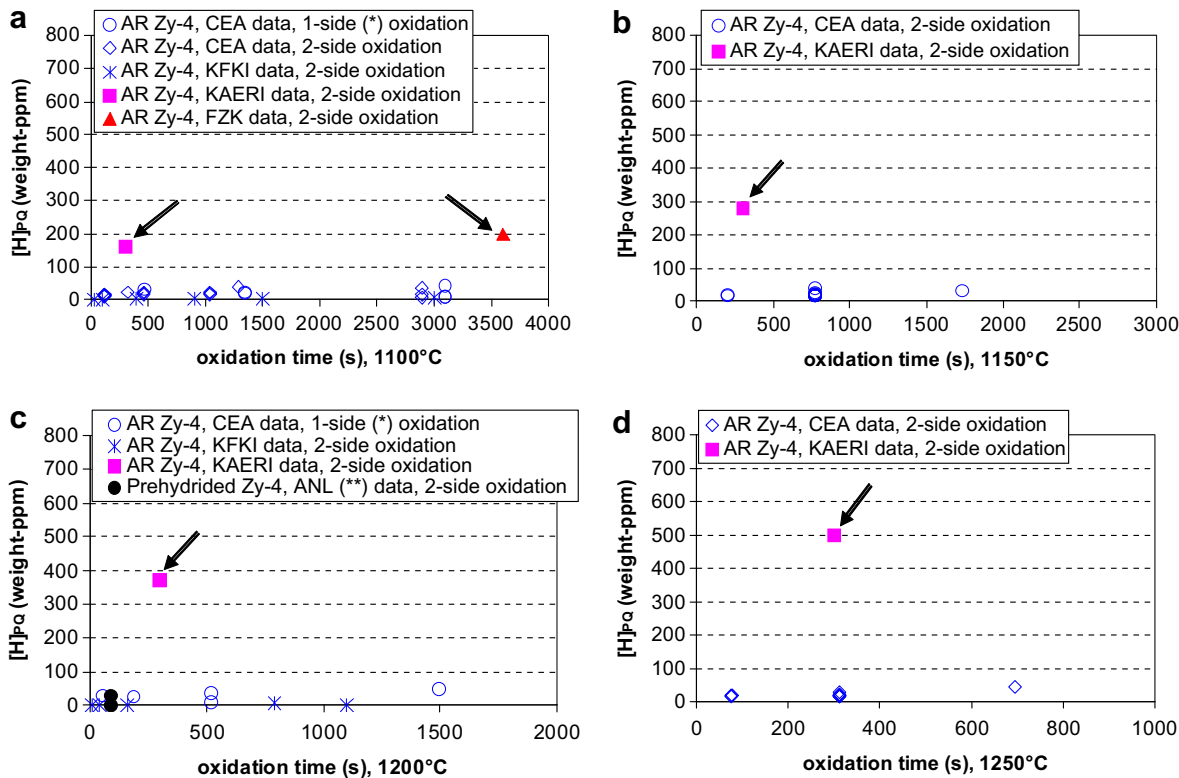 a
AR Zy-4, CEA data, 1-side (*) oxidation
AR Zy-4, CEA data, 2-side oxidation
AR Zy-4, KFKI data, 2-side oxidation
AR Zy-4, KAERI data, 2-side oxidation
AR Zy-4, FZK data, 2-side oxidation
[H]PQ (weight-ppm)
800
700
600
500
400
300
200
100
0
0 500 1000 1500 2000 2500 3000 3500 4000
oxidation time (s), 1100°C
b
AR Zy-4, CEA data, 2-side oxidation
AR Zy-4, KAERI data, 2-side oxidation
[H]PQ (weight-ppm)
800
700
600
500
400
300
200
100
0
0 500 1000 1500 2000 2500 3000
oxidation time (s), 1150°C
c
AR Zy-4, CEA data, 1-side (*) oxidation
AR Zy-4, KFKI data, 2-side oxidation
AR Zy-4, KAERI data, 2-side oxidation
Prehydrided Zy-4, ANL (**) data, 2-side oxidation
[H]PQ (weight-ppm)
800
700
600
500
400
300
200
100
0
0 500 1000 1500 2000
oxidation time (s), 1200°C
d
AR Zy-4, CEA data, 2-side oxidation
AR Zy-4, KAERI data, 2-side oxidation
[H]PQ (weight-ppm)
800
700
600
500
400
300
200
100
0
0 200 400 600 800 1000
oxidation time (s), 1250°C